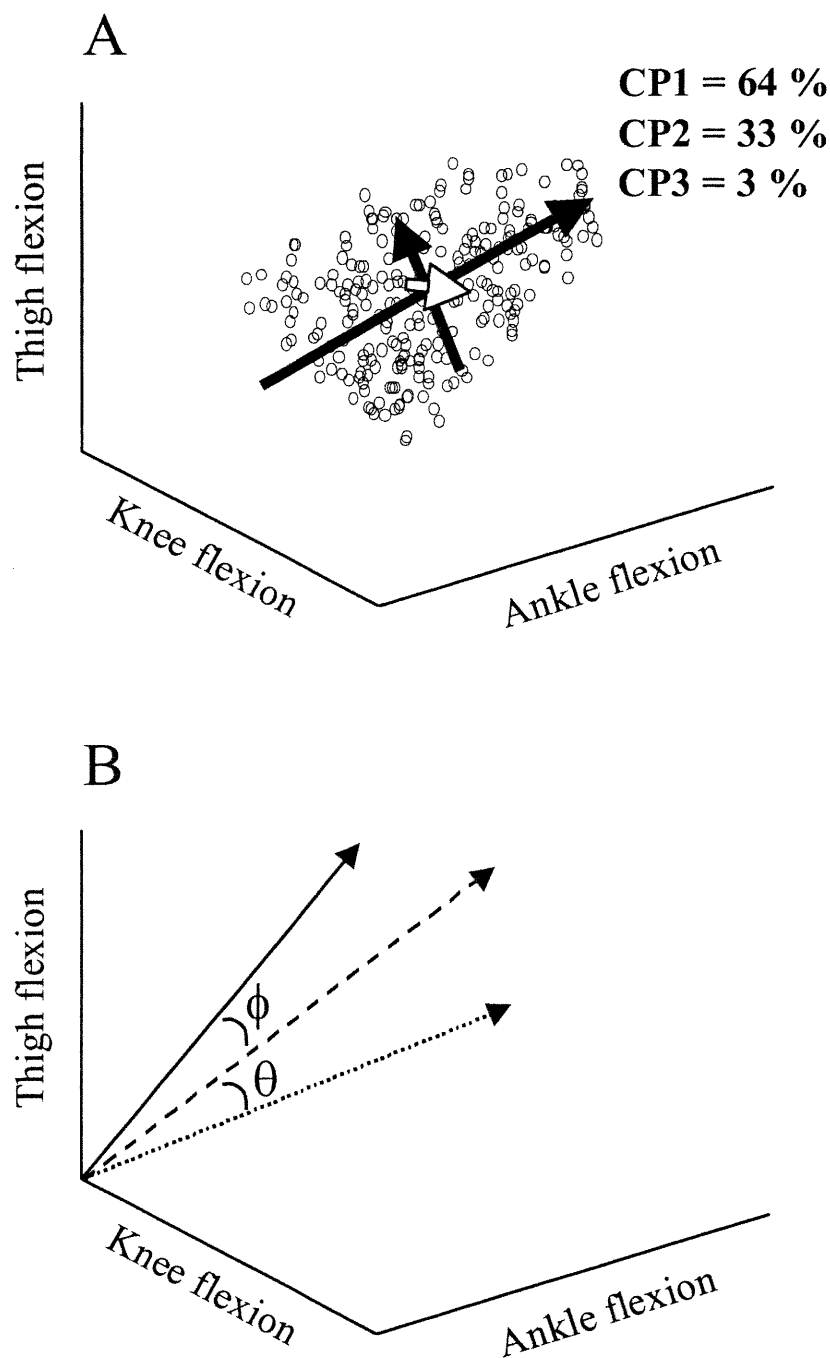 A
CP1 = 64 %
CP2 = 33 %
CP3 = 3 %
Thigh flexion
Knee flexion
Ankle flexion
B
ϕ
θ
Thigh flexion
Knee flexion
Ankle flexion